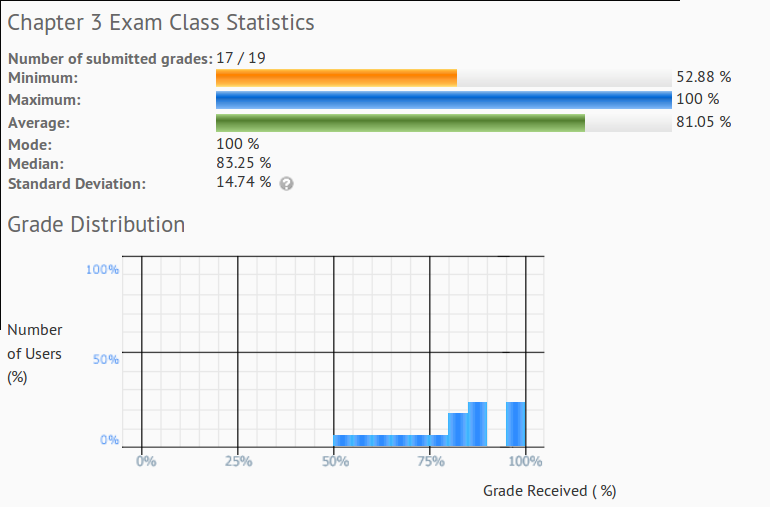 Chapter 3 Exam Class Statistics
Number of submitted grades: 17 / 19
Minimum: 52.88 %
Maximum: 100 %
Average: 81.05 %
Mode: 100 %
Median: 83.25 %
Standard Deviation: 14.74 % ?
Grade Distribution
100%
Number
of Users
(%)
50%
0%
0% 25% 50% 75% 100%
Grade Received ( %)